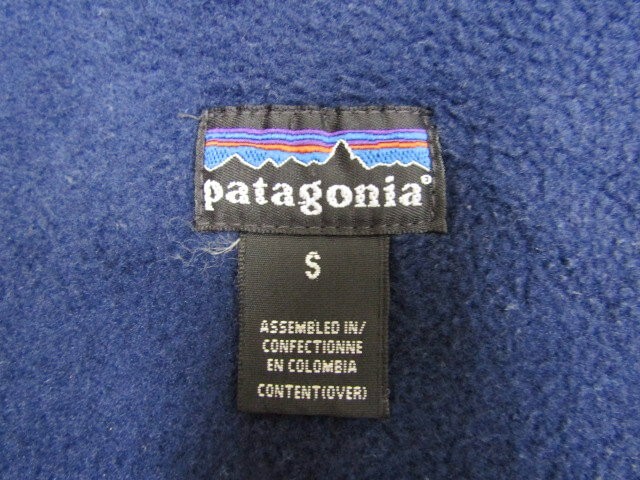 patagonia®
S
ASSEMBLED IN/
CONFECTIONNE
EN COLOMBIA
CONTENT(OVER)